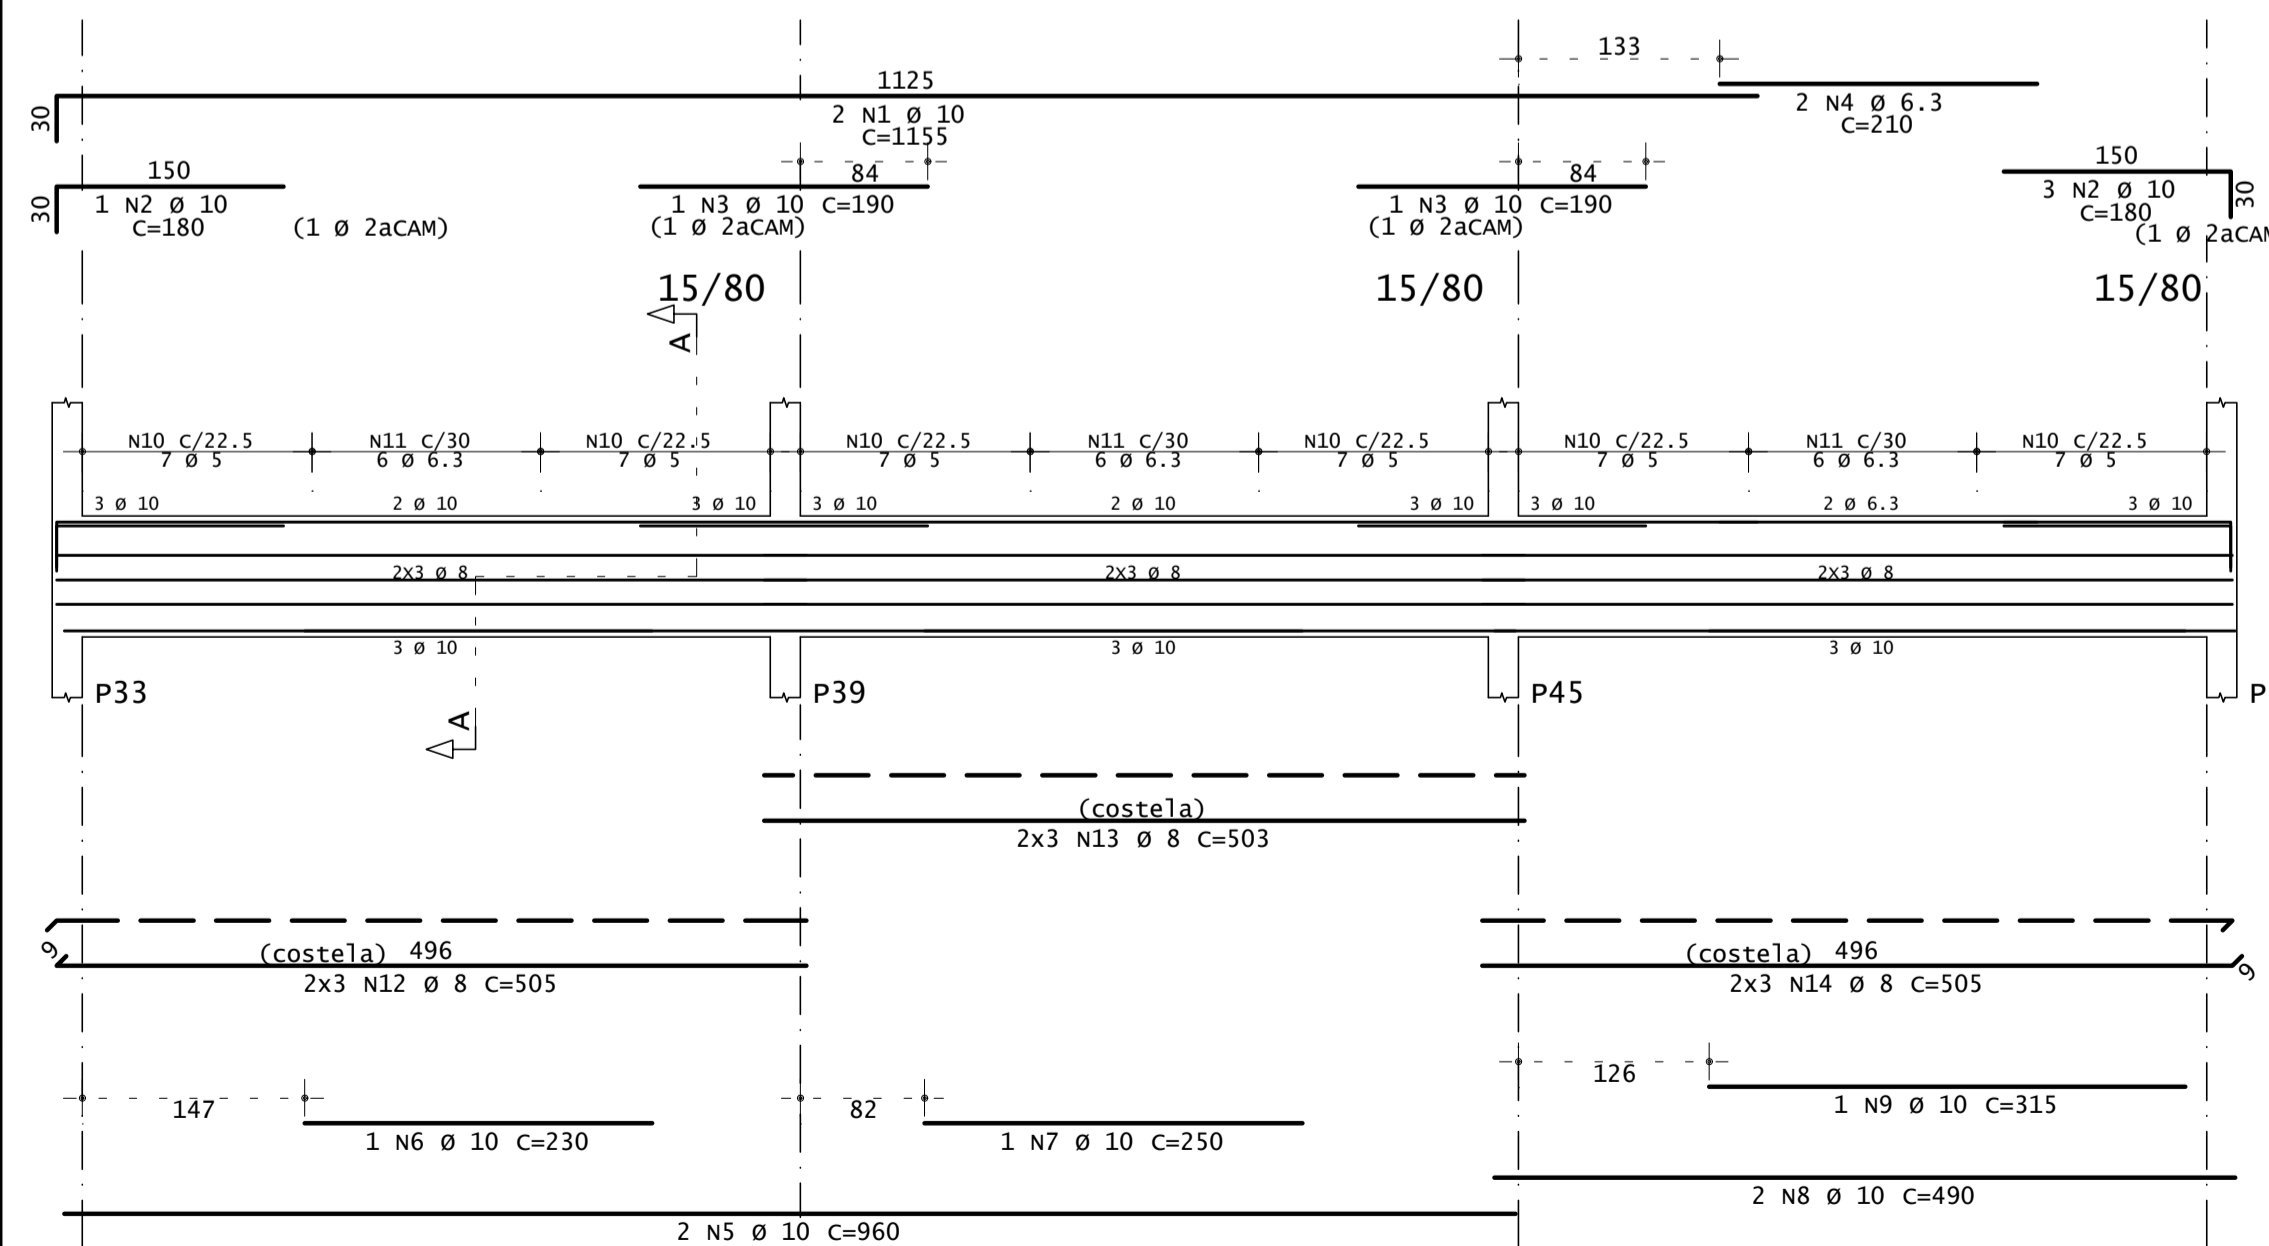 133
1125
30
2 N1 Ø 10
C=1155
2 N4 Ø 6.3
C=210
150
30
1 N2 Ø 10
C=180
(1 Ø 2aCAM)
84
1 N3 Ø 10 C=190
(1 Ø 2aCAM)
84
1 N3 Ø 10 C=190
(1 Ø 2aCAM)
150
30
3 N2 Ø 10
C=180
(1 Ø 2aCAM
15/80
15/80
15/80
A
N10 C/22.5
7 Ø 5
N11 C/30
6 Ø 6.3
N10 C/22.5
7 Ø 5
N10 C/22.5
7 Ø 5
N11 C/30
6 Ø 6.3
N10 C/22.5
7 Ø 5
N10 C/22.5
7 Ø 5
N11 C/30
6 Ø 6.3
N10 C/22.5
7 Ø 5
3 Ø 10
2 Ø 10
3 Ø 10
3 Ø 10
2 Ø 10
3 Ø 10
3 Ø 10
2 Ø 6.3
3 Ø 10
2X3 Ø 8
2X3 Ø 8
2X3 Ø 8
3 Ø 10
3 Ø 10
3 Ø 10
P33
P39
P45
P
A
(costela)
2x3 N13 Ø 8 C=503
9
(costela) 496
2x3 N12 Ø 8 C=505
(costela) 496
9
2x3 N14 Ø 8 C=505
147
1 N6 Ø 10 C=230
82
1 N7 Ø 10 C=250
126
1 N9 Ø 10 C=315
2 N8 Ø 10 C=490
2 N5 Ø 10 C=960